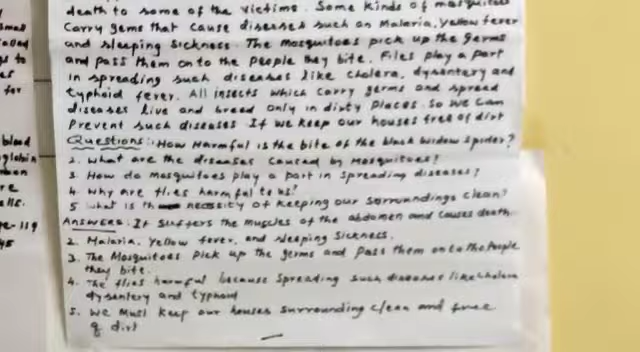 death to some of the victims. Some kinds of mosquitoes
Carry gems that cause diseases such as Malaria, Yellow fever
and sleeping Sickness. The mosquitoes pick up the germs
and pass them on to the people they bite. Flies play a part
in spreading such diseases like cholera, dysentery and
typhoid fever. All insects which carry germs and spread
diseases live and breed only in dirty places. So we can
Prevent such diseases If we keep our houses free of dirt
Questions: How Harmful is the bite of the black widow spider?
2. What are the diseases caused by Mosquitoes?
3. How do mosquitoes play a part in spreading diseases?
4. Why are flies harmful to us?
5. What is the necessity of keeping our surroundings clean?
Answers: It suffers the muscles of the abdomen and causes death.
2. Malaria, Yellow fever, and sleeping Sickness.
3. The Mosquitoes pick up the germs and pass them on to the people
they bite.
4. The flies harmful because spreading such diseases like cholera
dysentery and typhoid
5. We Must keep our houses surrounding clean and free
of dirt
for
blood